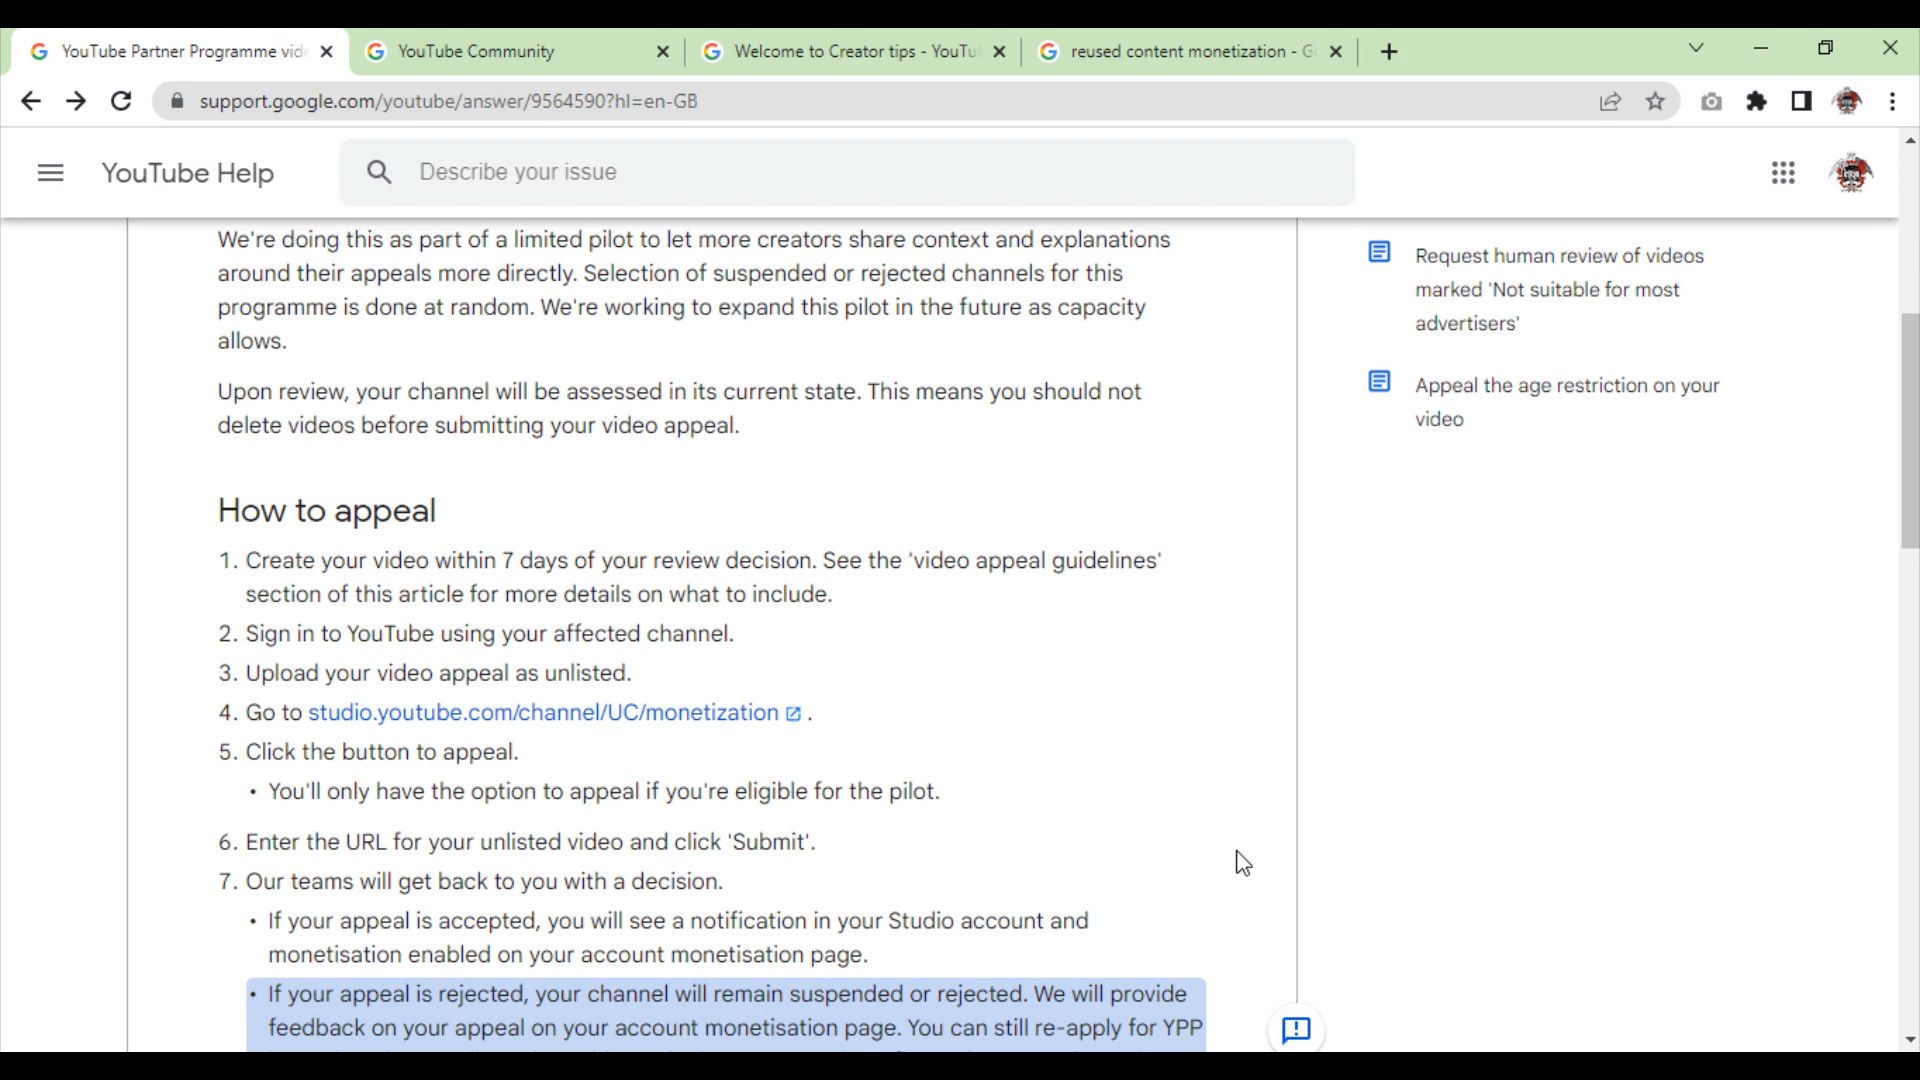 YouTube Partner Programme vide
YouTube Community
Welcome to Creator tips - YouTu
reused content monetization - G
support.google.com/youtube/answer/9564590?hl=en-GB
YouTube Help
Describe your issue
We're doing this as part of a limited pilot to let more creators share context and explanations
around their appeals more directly. Selection of suspended or rejected channels for this
programme is done at random. We're working to expand this pilot in the future as capacity
allows.
Upon review, your channel will be assessed in its current state. This means you should not
delete videos before submitting your video appeal.
How to appeal
1. Create your video within 7 days of your review decision. See the 'video appeal guidelines'
section of this article for more details on what to include.
2. Sign in to YouTube using your affected channel.
3. Upload your video appeal as unlisted.
4. Go to studio.youtube.com/channel/UC/monetization .
5. Click the button to appeal.
• You'll only have the option to appeal if you're eligible for the pilot.
6. Enter the URL for your unlisted video and click 'Submit'.
7. Our teams will get back to you with a decision.
• If your appeal is accepted, you will see a notification in your Studio account and
monetisation enabled on your account monetisation page.
• If your appeal is rejected, your channel will remain suspended or rejected. We will provide
feedback on your appeal on your account monetisation page. You can still re-apply for YPP
Request human review of videos
marked 'Not suitable for most
advertisers'
Appeal the age restriction on your
video